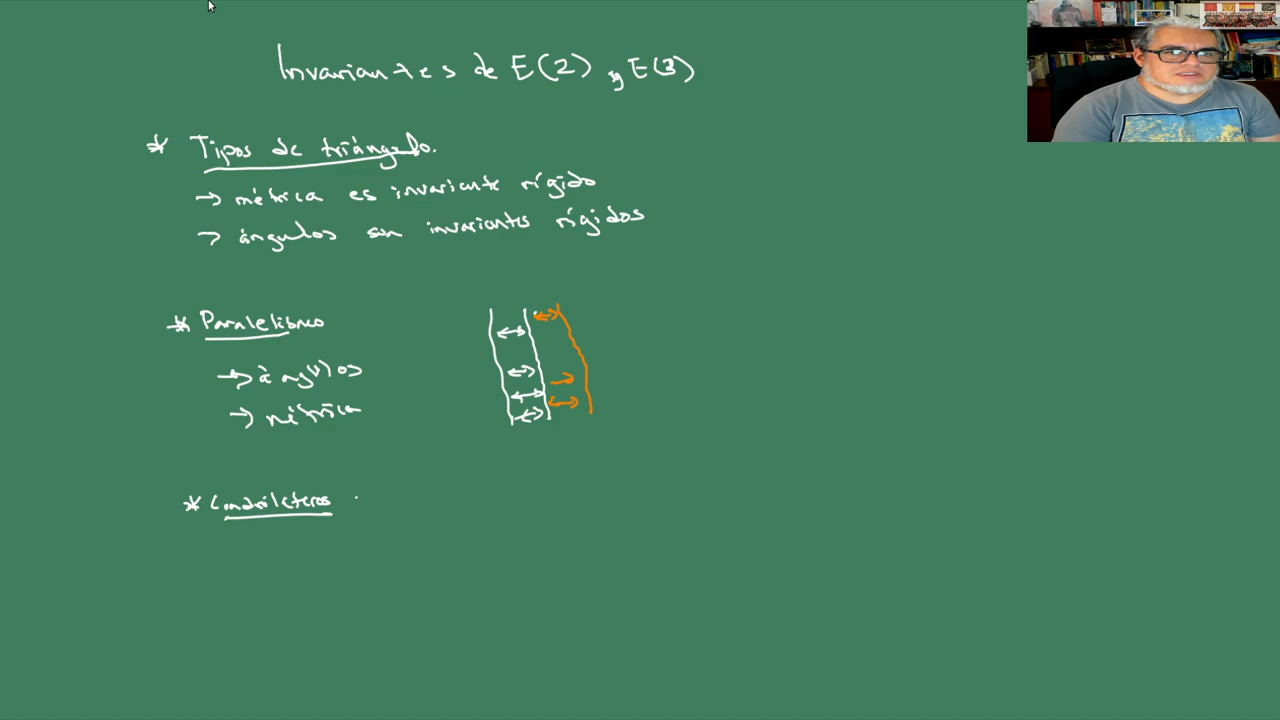 Invariantes de E(2) y E(3)
* Tipos de triángulo.
→ métrica es invariante rígido
→ ángulos son invariantes rígidos
* Paralelismo
→ ángulos
→ métrica
* Cuadriláteros